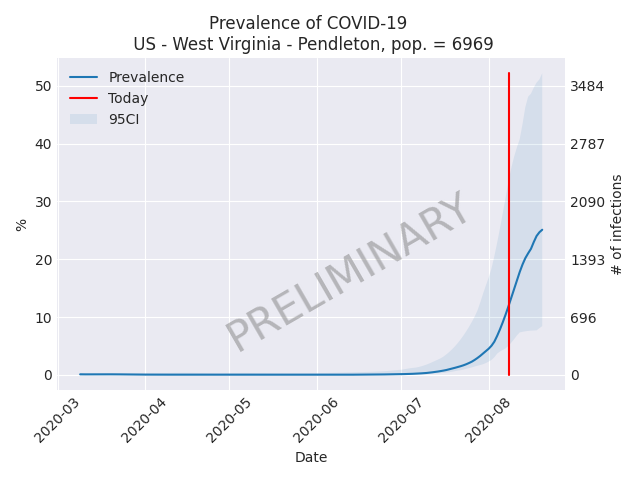 Prevalence of COVID-19
US - West Virginia - Pendleton, pop. = 6969
Prevalence
Today
95CI
PRELIMINARY
50
40
30
20
10
0
%
3484
2787
2090
1393
696
0
# of infections
2020-03
2020-04
2020-05
2020-06
2020-07
2020-08
Date